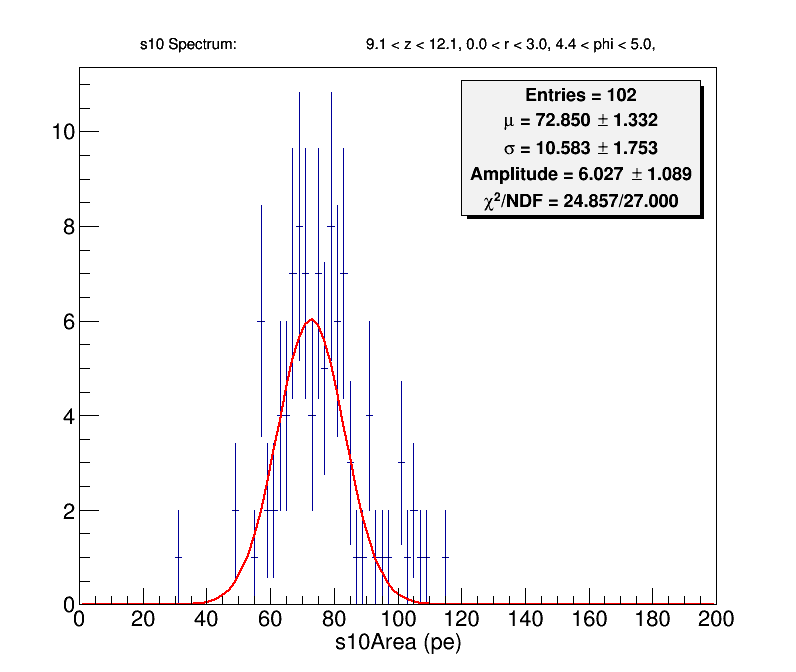 s10 Spectrum: 9.1 < z < 12.1, 0.0 < r < 3.0, 4.4 < phi < 5.0,
Entries = 102
μ = 72.850 ± 1.332
σ = 10.583 ± 1.753
Amplitude = 6.027 ± 1.089
χ²/NDF = 24.857/27.000
10
8
6
4
2
0
0 20 40 60 80 100 120 140 160 180 200
s10Area (pe)